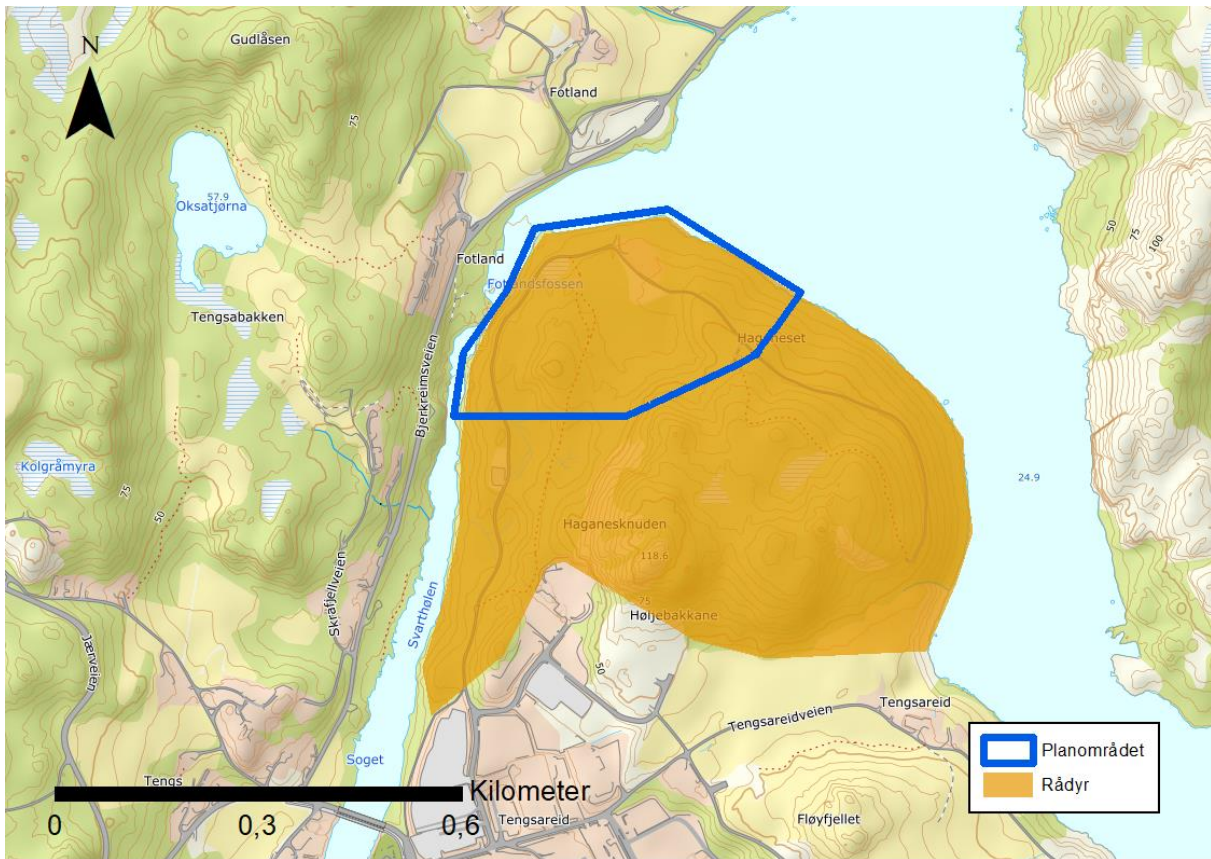 Gudlåsen
N
Fotland
75
57.9
Oksatjørna
Fotland
Fotlandsfossen
Tengsabakken
Haganeset
Bjerkreimsveien
50
75
100
Kolgråmyra
75
50
24.9
Haganesknuden
118.6
75
Høljebakkane
Skrafjellveien
Svarthølen
Jærveien
50
Tengsareid
Tengsareidveien
Planområdet
Rådyr
Soget
Tengs
Kilometer
0
0,3
0,6
Tengsareid
Fløyfjellet